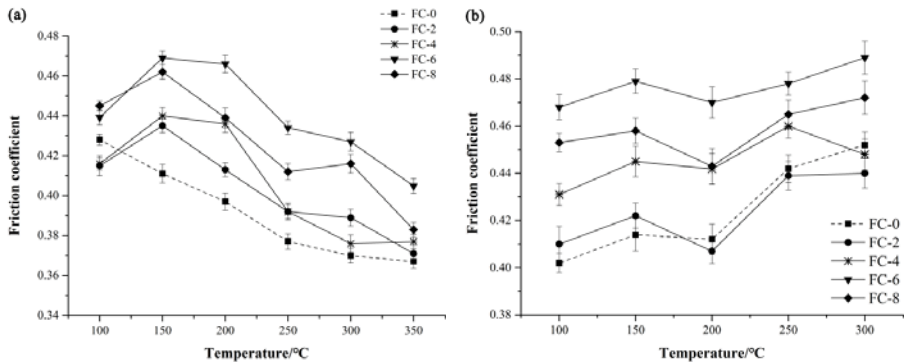 (a)
FC-0
FC-2
FC-4
FC-6
FC-8
0.48
0.46
0.44
0.42
0.40
0.38
0.36
0.34
Friction coefficient
100 150 200 250 300 350
Temperature/°C
(b)
0.50
0.48
0.46
0.44
0.42
0.40
0.38
Friction coefficient
FC-0
FC-2
FC-4
FC-6
FC-8
100 150 200 250 300
Temperature/°C